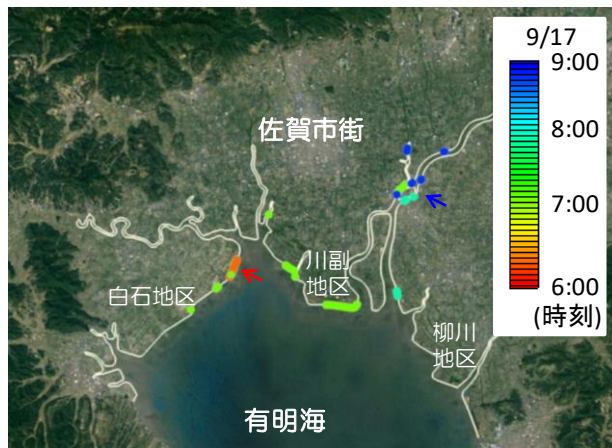 9/17
9:00
8:00
7:00
6:00
(時刻)
佐賀市街
川副
地区
白石地区
柳川
地区
有明海